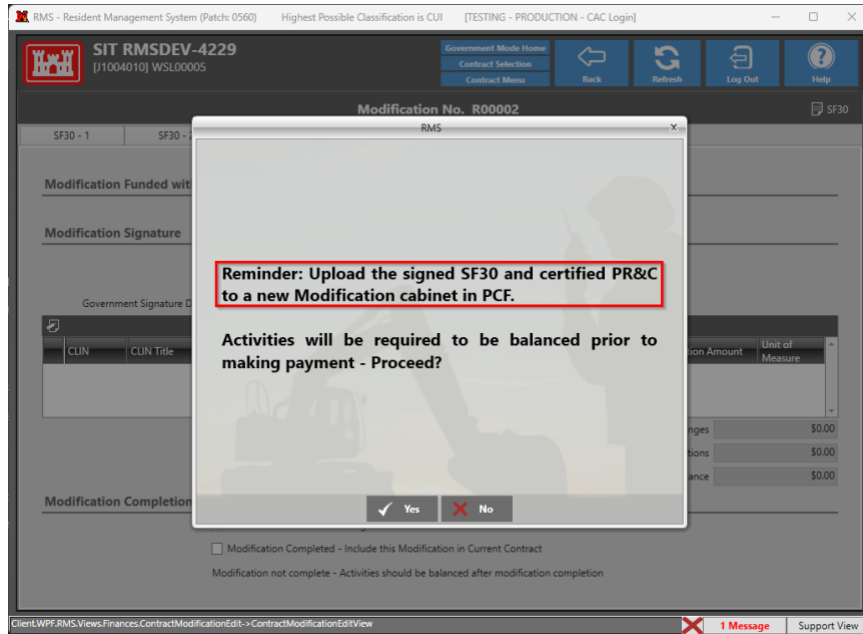 RMS - Resident Management System (Patch: 0560) Highest Possible Classification is CUI [TESTING - PRODUCTION - CAC Login]
SIT RMSDEV-4229
[J1004010] WSL00005
Government Mode Home
Contract Selection
Contract Menu
Back
Refresh
Log Out
Help
Modification No. R00002
SF30
RMS
SF30 - 1
SF30 -
Modification Funded wit
Modification Signature
Reminder: Upload the signed SF30 and certified PR&C
to a new Modification cabinet in PCF.
Government Signature D
Activities will be required to be balanced prior to
making payment - Proceed?
CLIN
CLIN Title
tion Amount
Unit of
Measure
nges
$0.00
tions
$0.00
ance
$0.00
Modification Completion
Yes
No
Modification Completed - Include this Modification in Current Contract
Modification not complete - Activities should be balanced after modification completion
Client.WPF.RMS.Views.Finances.ContractModificationEdit->ContractModificationEditView
1 Message
Support View